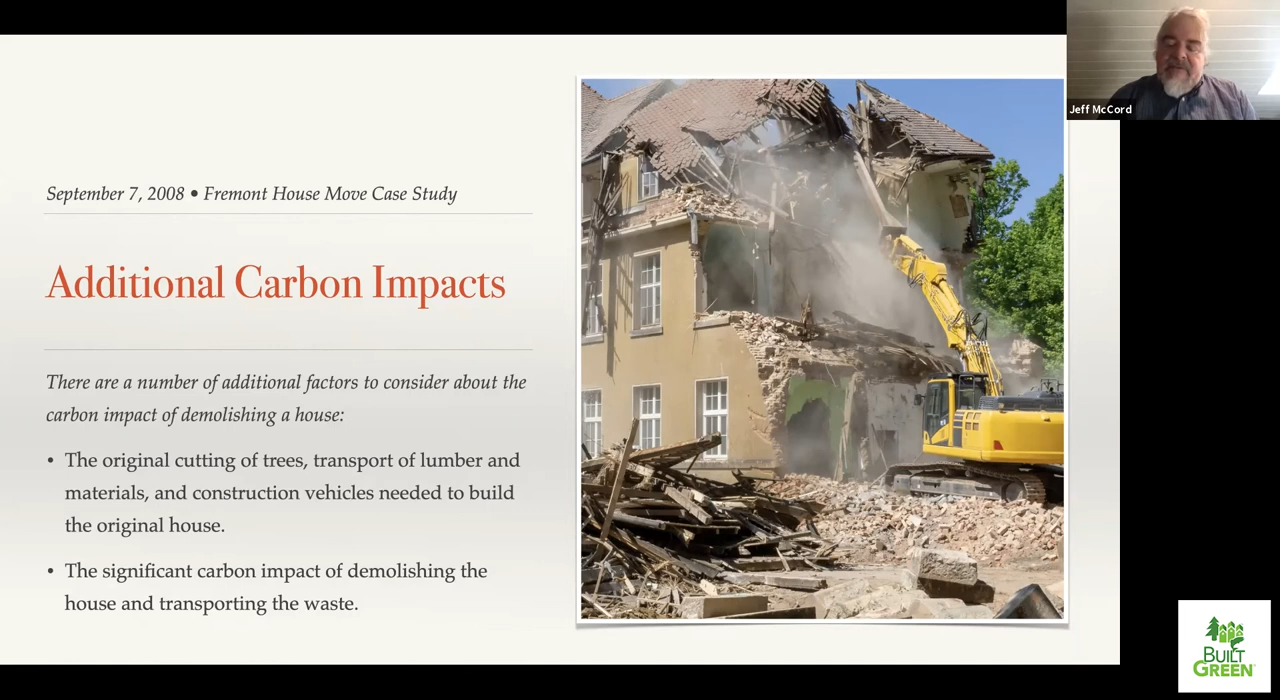 Jeff McCord
September 7, 2008 • Fremont House Move Case Study
Additional Carbon Impacts
There are a number of additional factors to consider about the
carbon impact of demolishing a house:
• The original cutting of trees, transport of lumber and
materials, and construction vehicles needed to build
the original house.
• The significant carbon impact of demolishing the
house and transporting the waste.
BUILT
GREEN